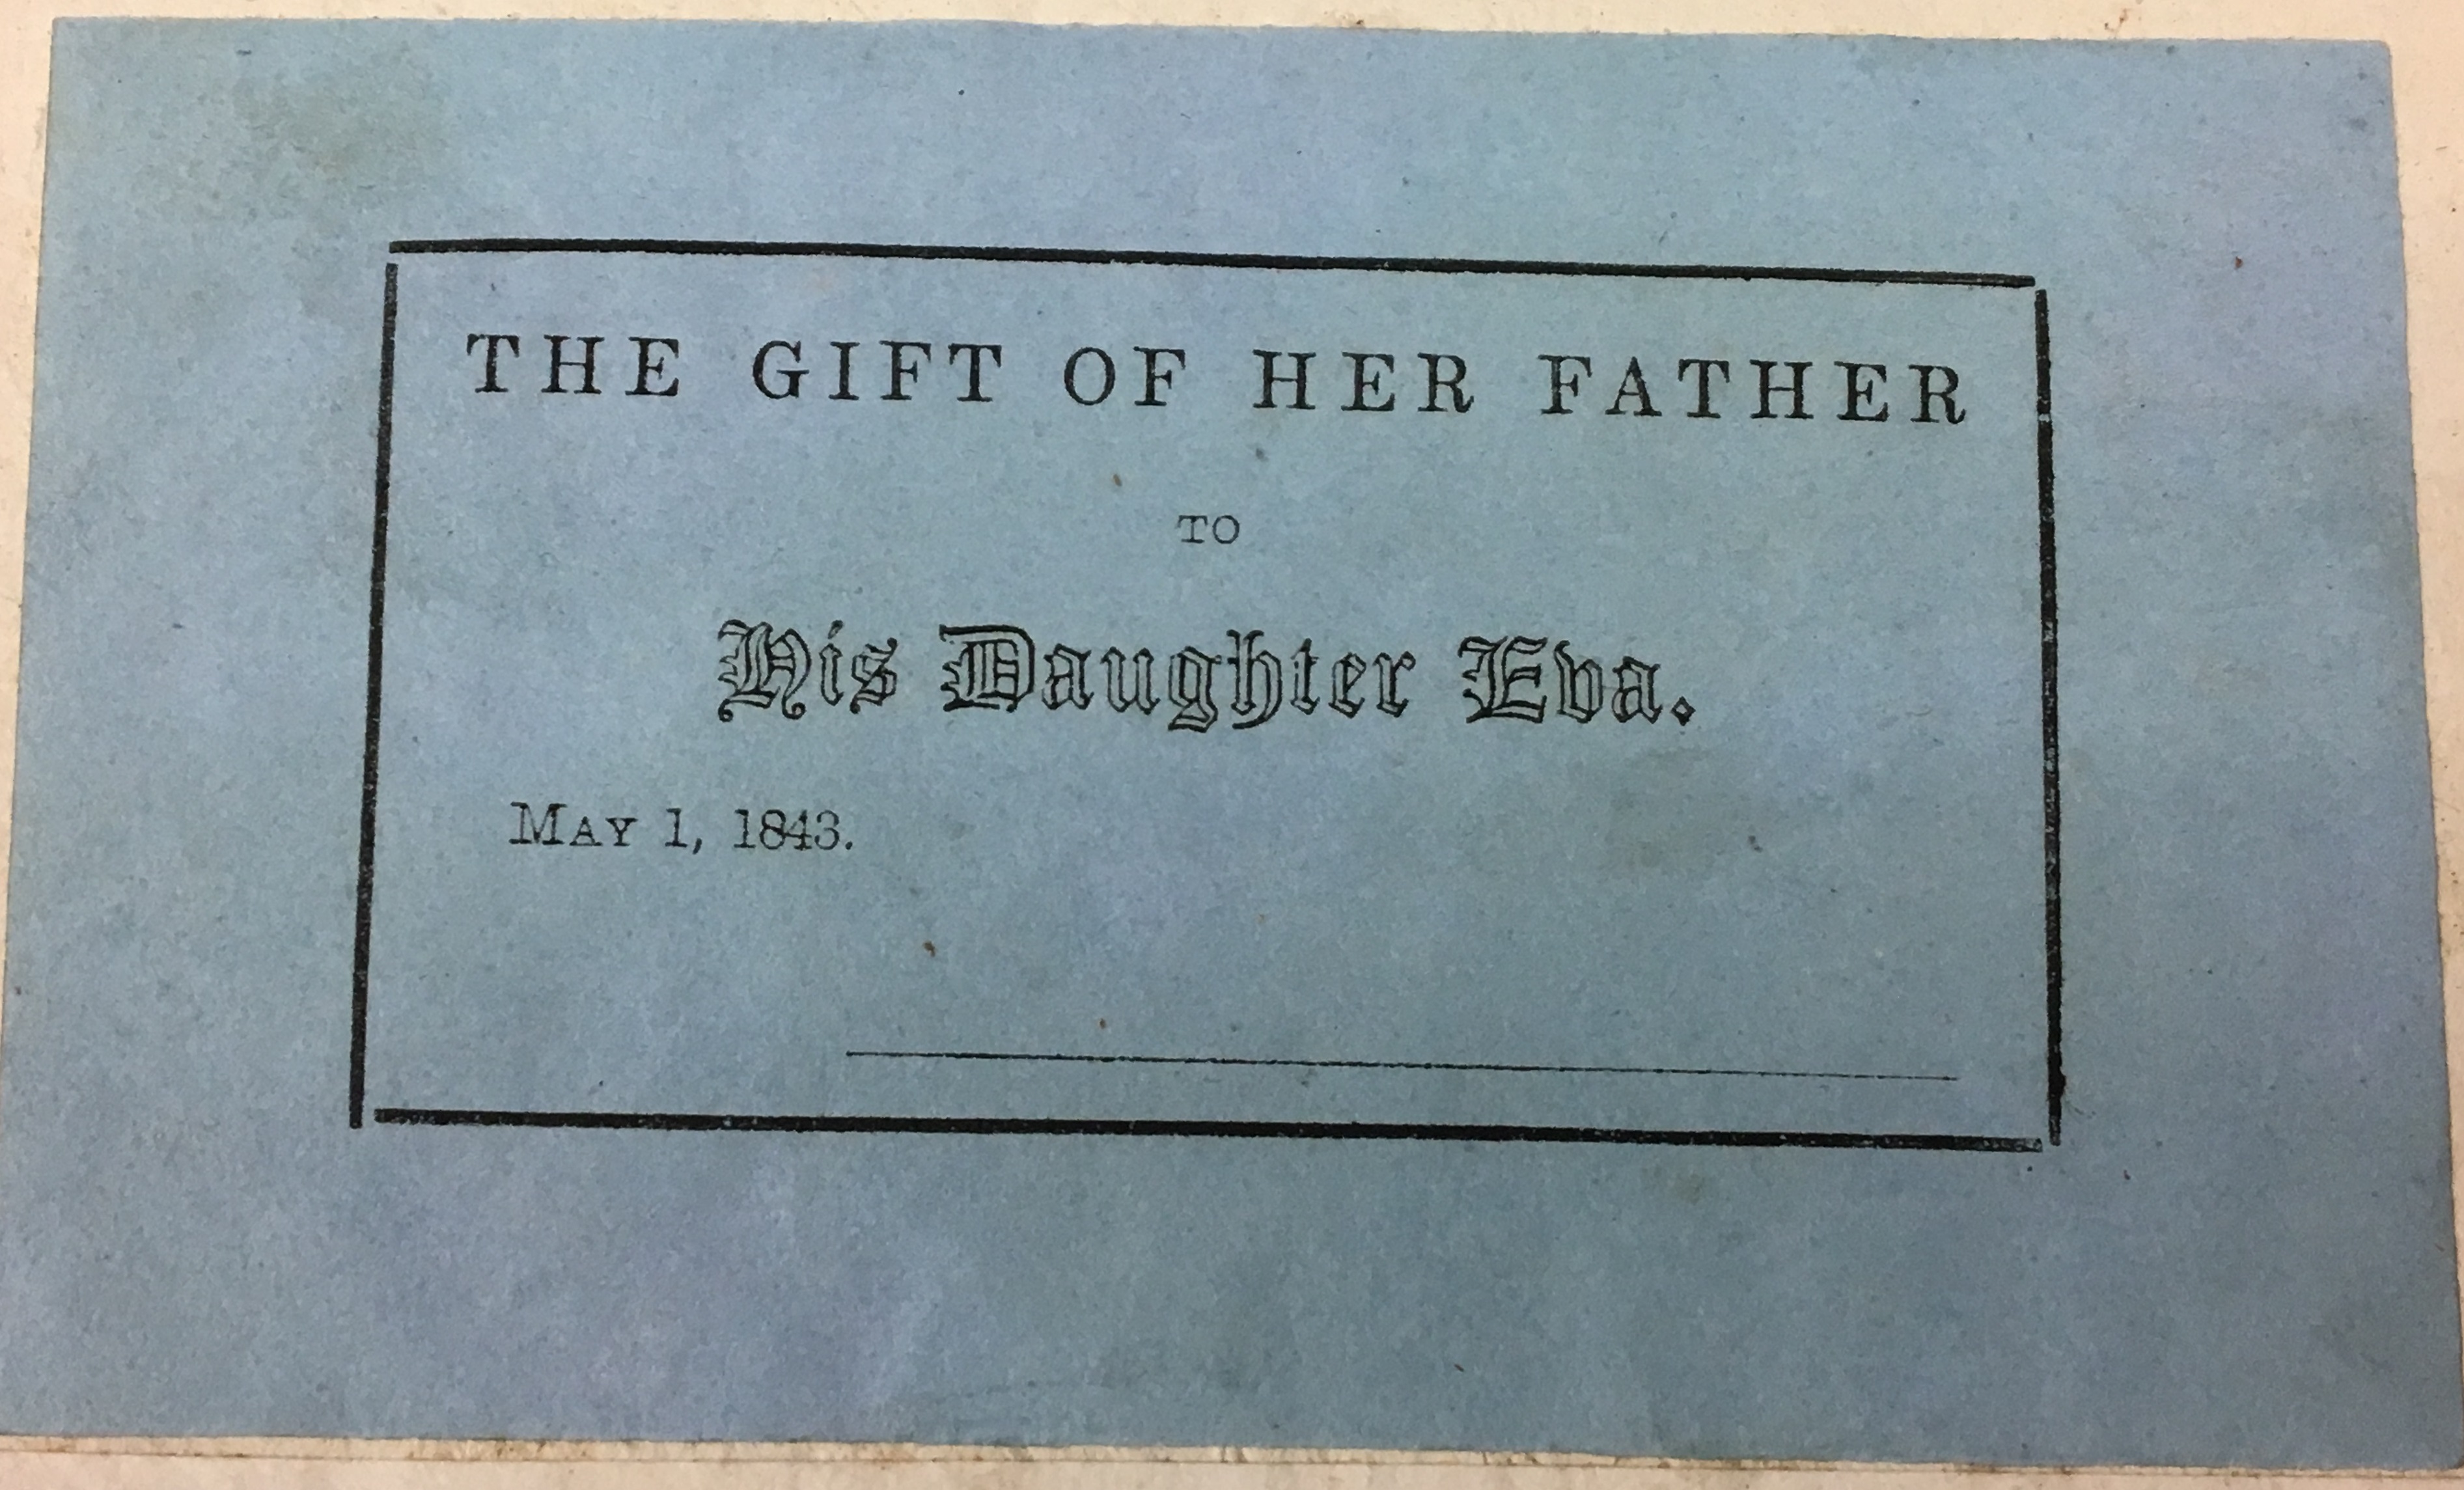 THE GIFT OF HER FATHER
TO
His Daughter Eva.
MAY 1, 1843.